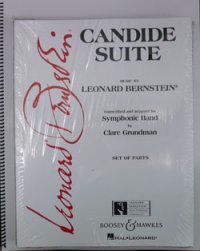 Leonard Bernstein.
CANDIDE
SUITE
MUSIC BY
LEONARD BERNSTEIN®
transcribed and adapted for
Symphonic Band
by
Clare Grundman
SET OF PARTS
BOOSEY & HAWKES
HAL•LEONARD®